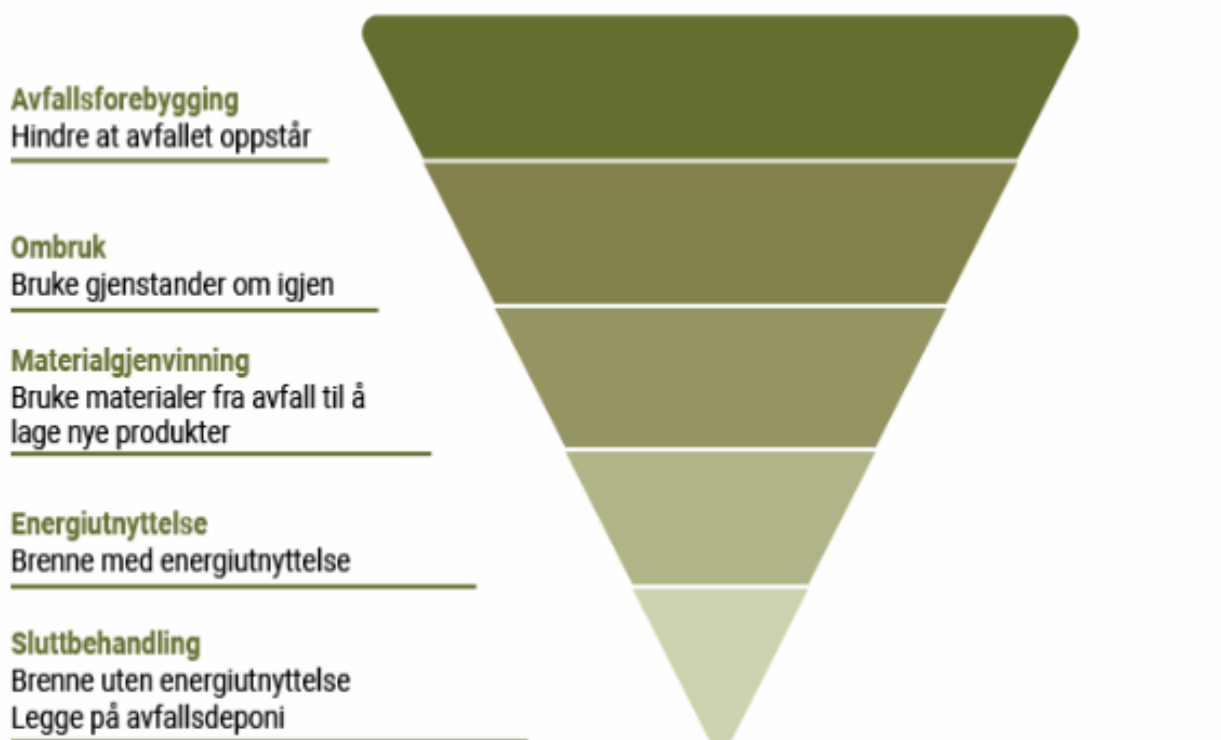 Avfallsforebygging
Hindre at avfallet oppstår
Ombruk
Bruke gjenstander om igjen
Materialgjenvinning
Bruke materialer fra avfall til å
lage nye produkter
Energiutnyttelse
Brenne med energiutnyttelse
Sluttbehandling
Brenne uten energiutnyttelse
Legge på avfallsdeponi